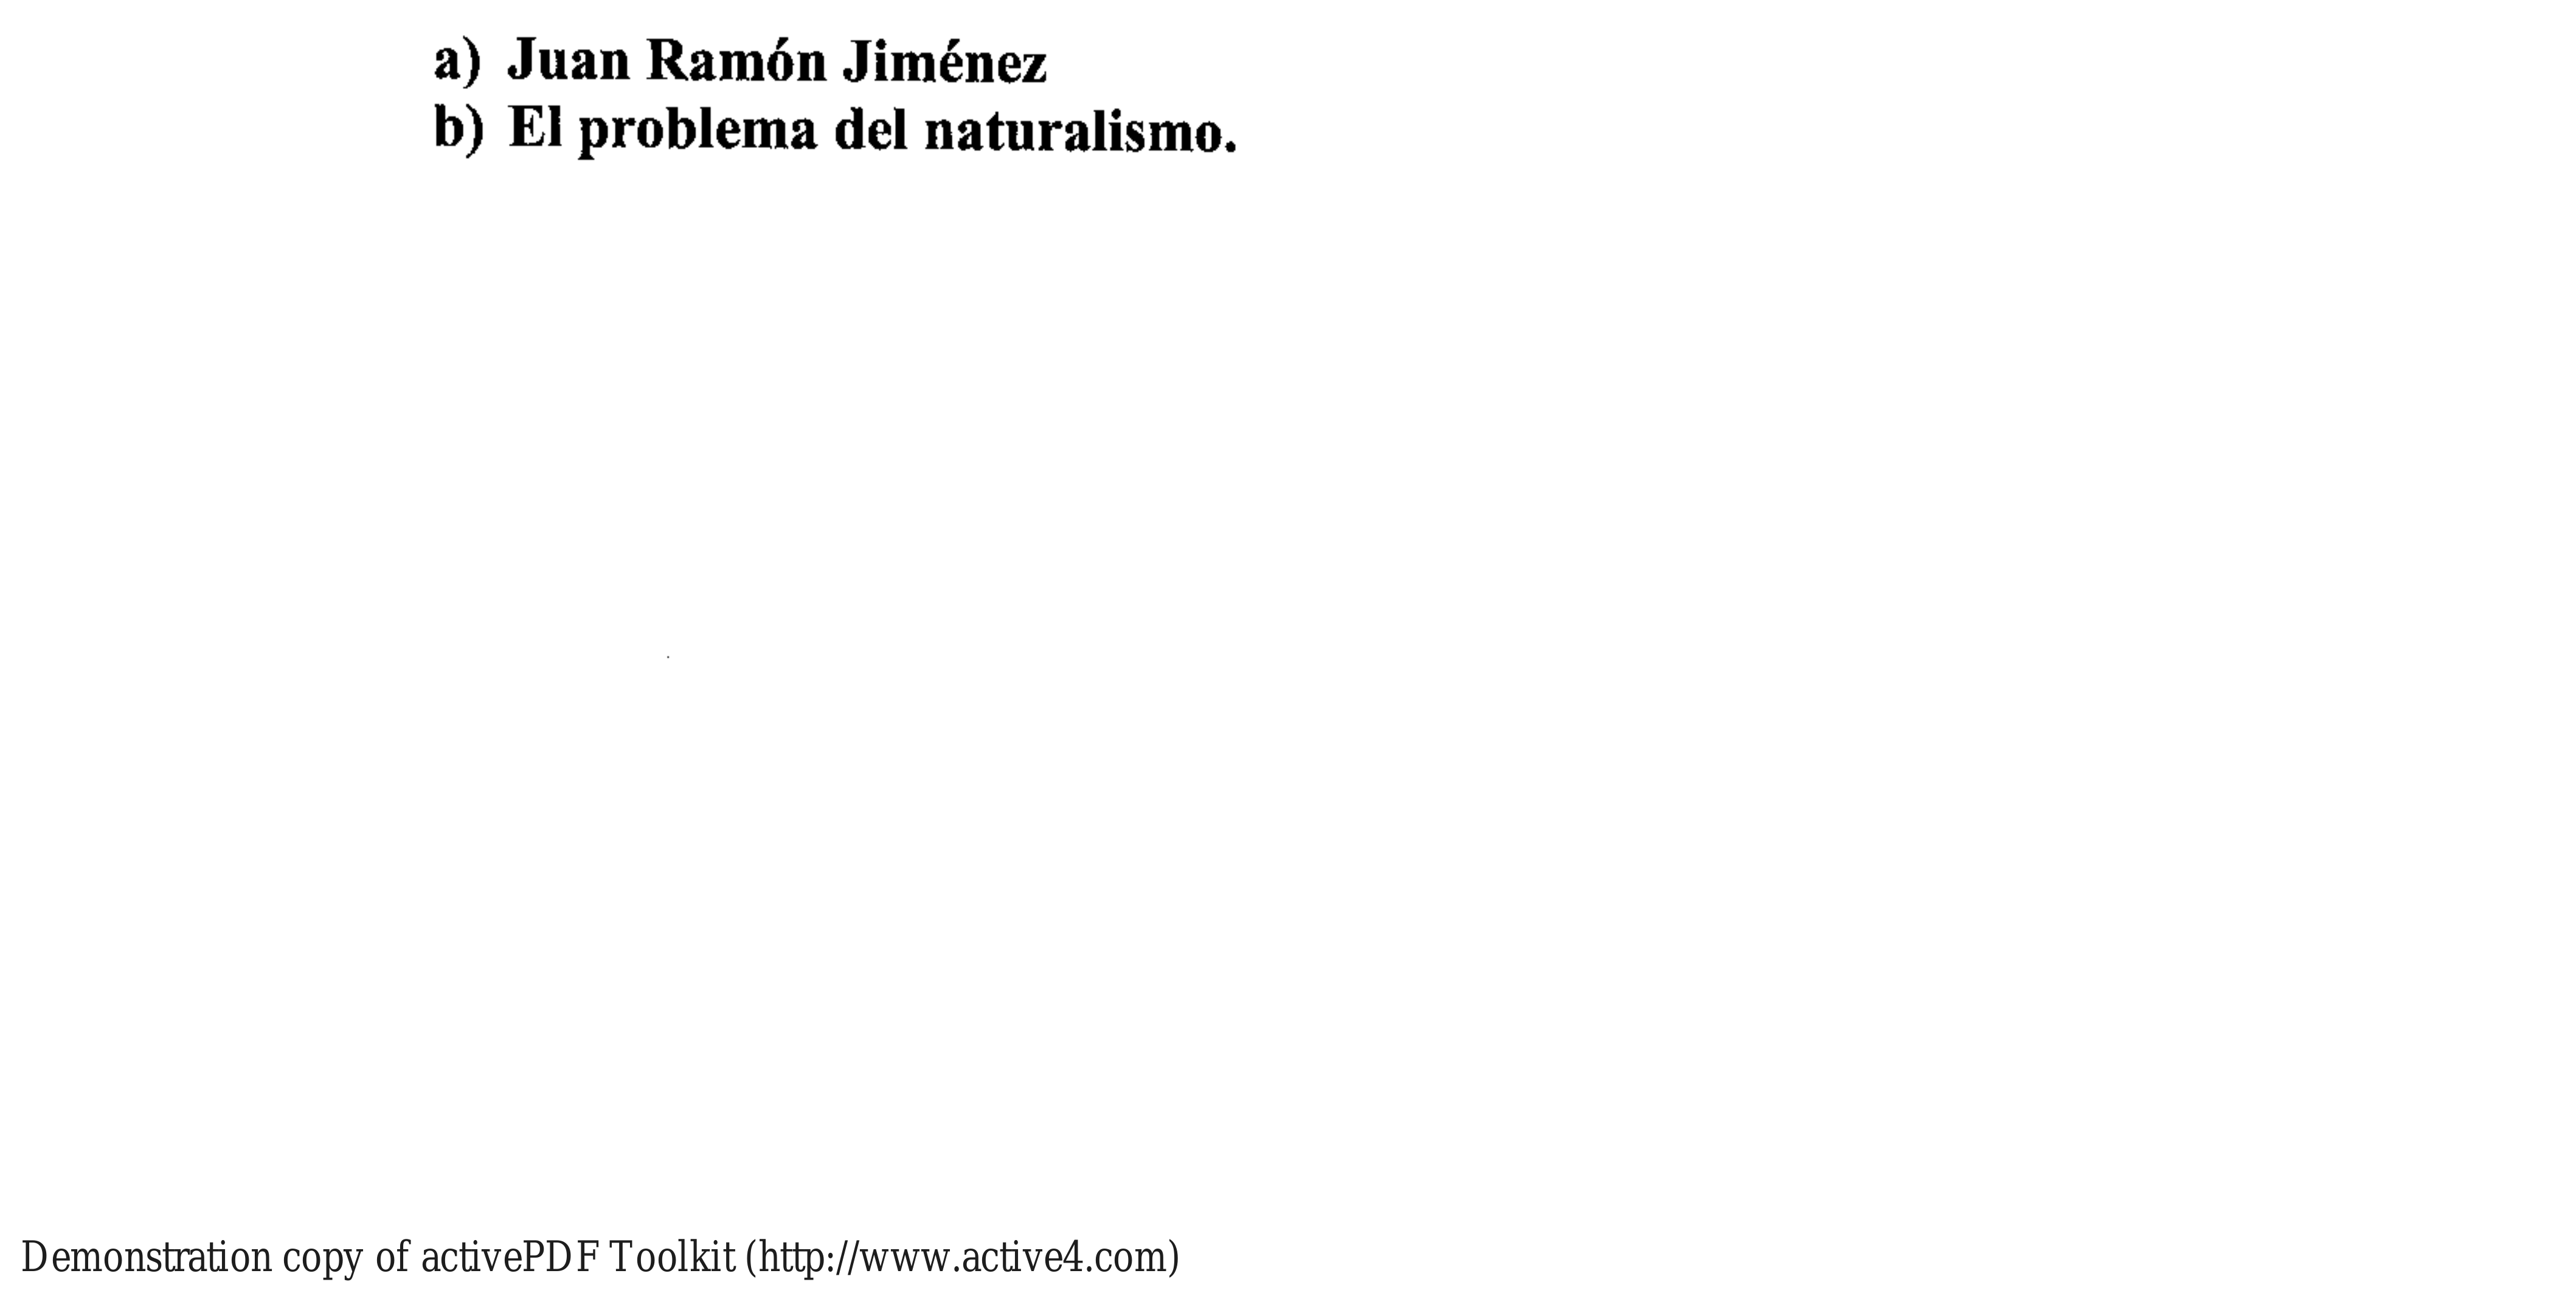 a) Juan Ramón Jiménez
b) El problema del naturalismo.
Demonstration copy of activePDF Toolkit (http://www.active4.com)